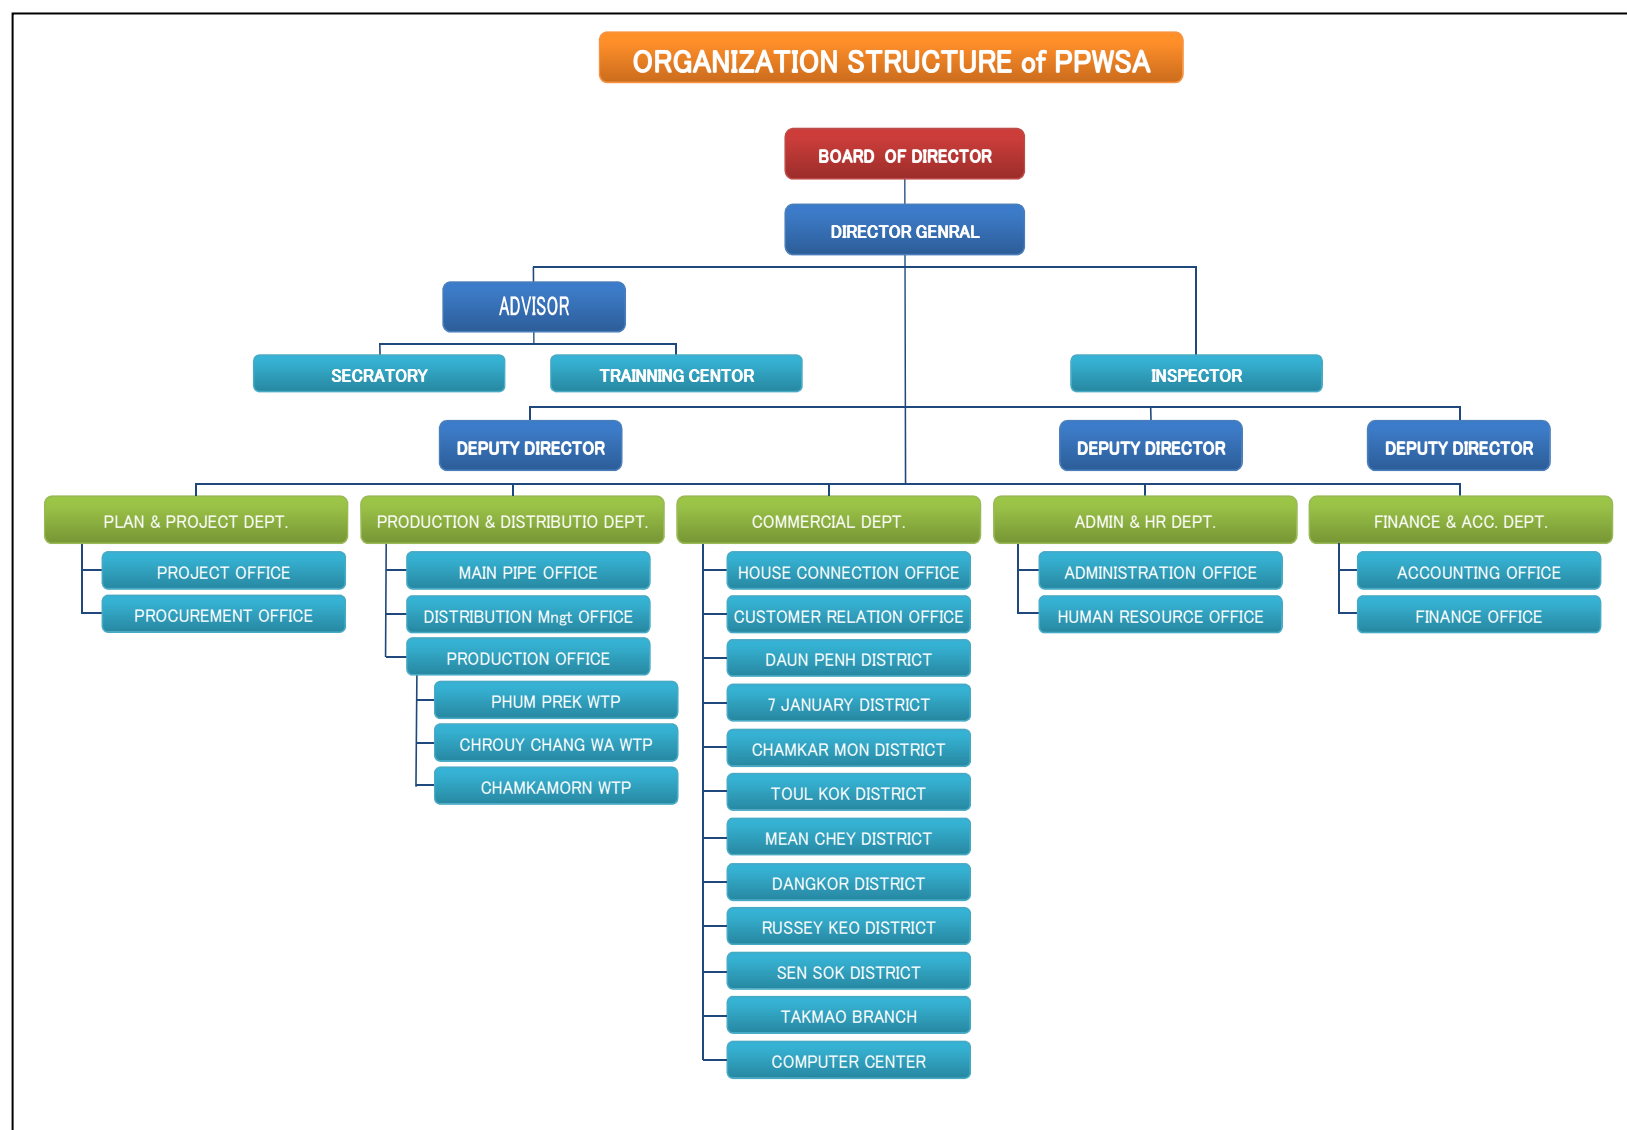 ORGANIZATION STRUCTURE of PPWSA
BOARD OF DIRECTOR
DIRECTOR GENRAL
ADVISOR
SECRATORY
TRAINNING CENTOR
INSPECTOR
DEPUTY DIRECTOR
DEPUTY DIRECTOR
DEPUTY DIRECTOR
PLAN & PROJECT DEPT.
PROJECT OFFICE
PROCUREMENT OFFICE
PRODUCTION & DISTRIBUTIO DEPT.
MAIN PIPE OFFICE
DISTRIBUTION Mngt OFFICE
PRODUCTION OFFICE
PHUM PREK WTP
CHROUY CHANG WA WTP
CHAMKAMORN WTP
COMMERCIAL DEPT.
HOUSE CONNECTION OFFICE
CUSTOMER RELATION OFFICE
DAUN PENH DISTRICT
7 JANUARY DISTRICT
CHAMKAR MON DISTRICT
TOUL KOK DISTRICT
MEAN CHEY DISTRICT
DANGKOR DISTRICT
RUSSEY KEO DISTRICT
SEN SOK DISTRICT
TAKMAO BRANCH
COMPUTER CENTER
ADMIN & HR DEPT.
ADMINISTRATION OFFICE
HUMAN RESOURCE OFFICE
FINANCE & ACC. DEPT.
ACCOUNTING OFFICE
FINANCE OFFICE